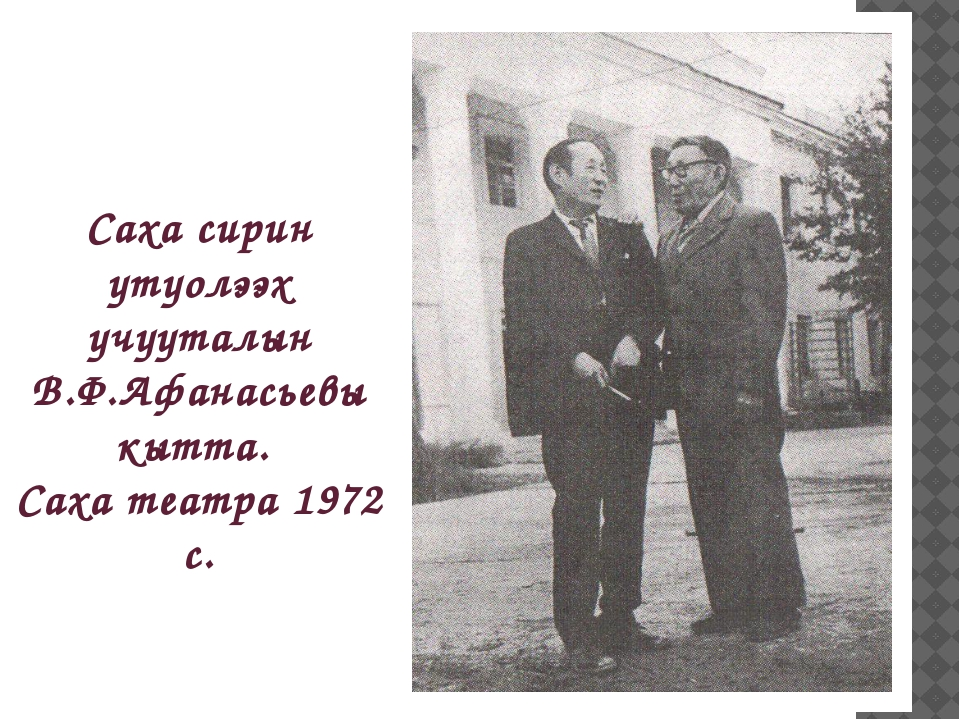 Саха сирин
утуолээх
учууталын
В.Ф.Афанасьевы
кытта.
Саха театра 1972
с.